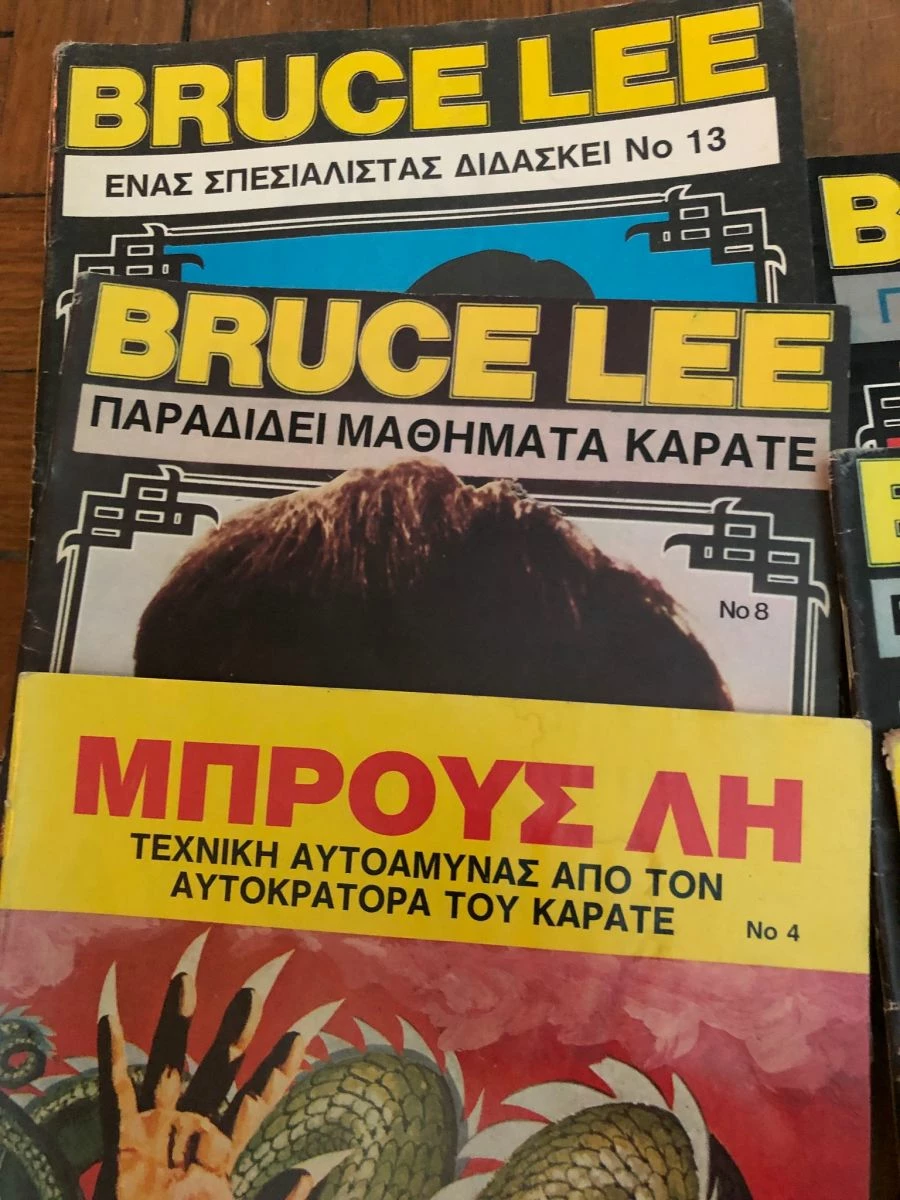 BRUCE LEE
ΕΝΑΣ ΣΠΕΣΙΑΛΙΣΤΑΣ ΔΙΔΑΣΚΕΙ Νο 13
BRUCE LEE
ΠΑΡΑΔΙΔΕΙ ΜΑΘΗΜΑΤΑ ΚΑΡΑΤΕ
Νο 8
ΜΠΡΟΥΣ ΛΗ
ΤΕΧΝΙΚΗ ΑΥΤΟΑΜΥΝΑΣ ΑΠΟ ΤΟΝ
ΑΥΤΟΚΡΑΤΟΡΑ ΤΟΥ ΚΑΡΑΤΕ
Νο 4